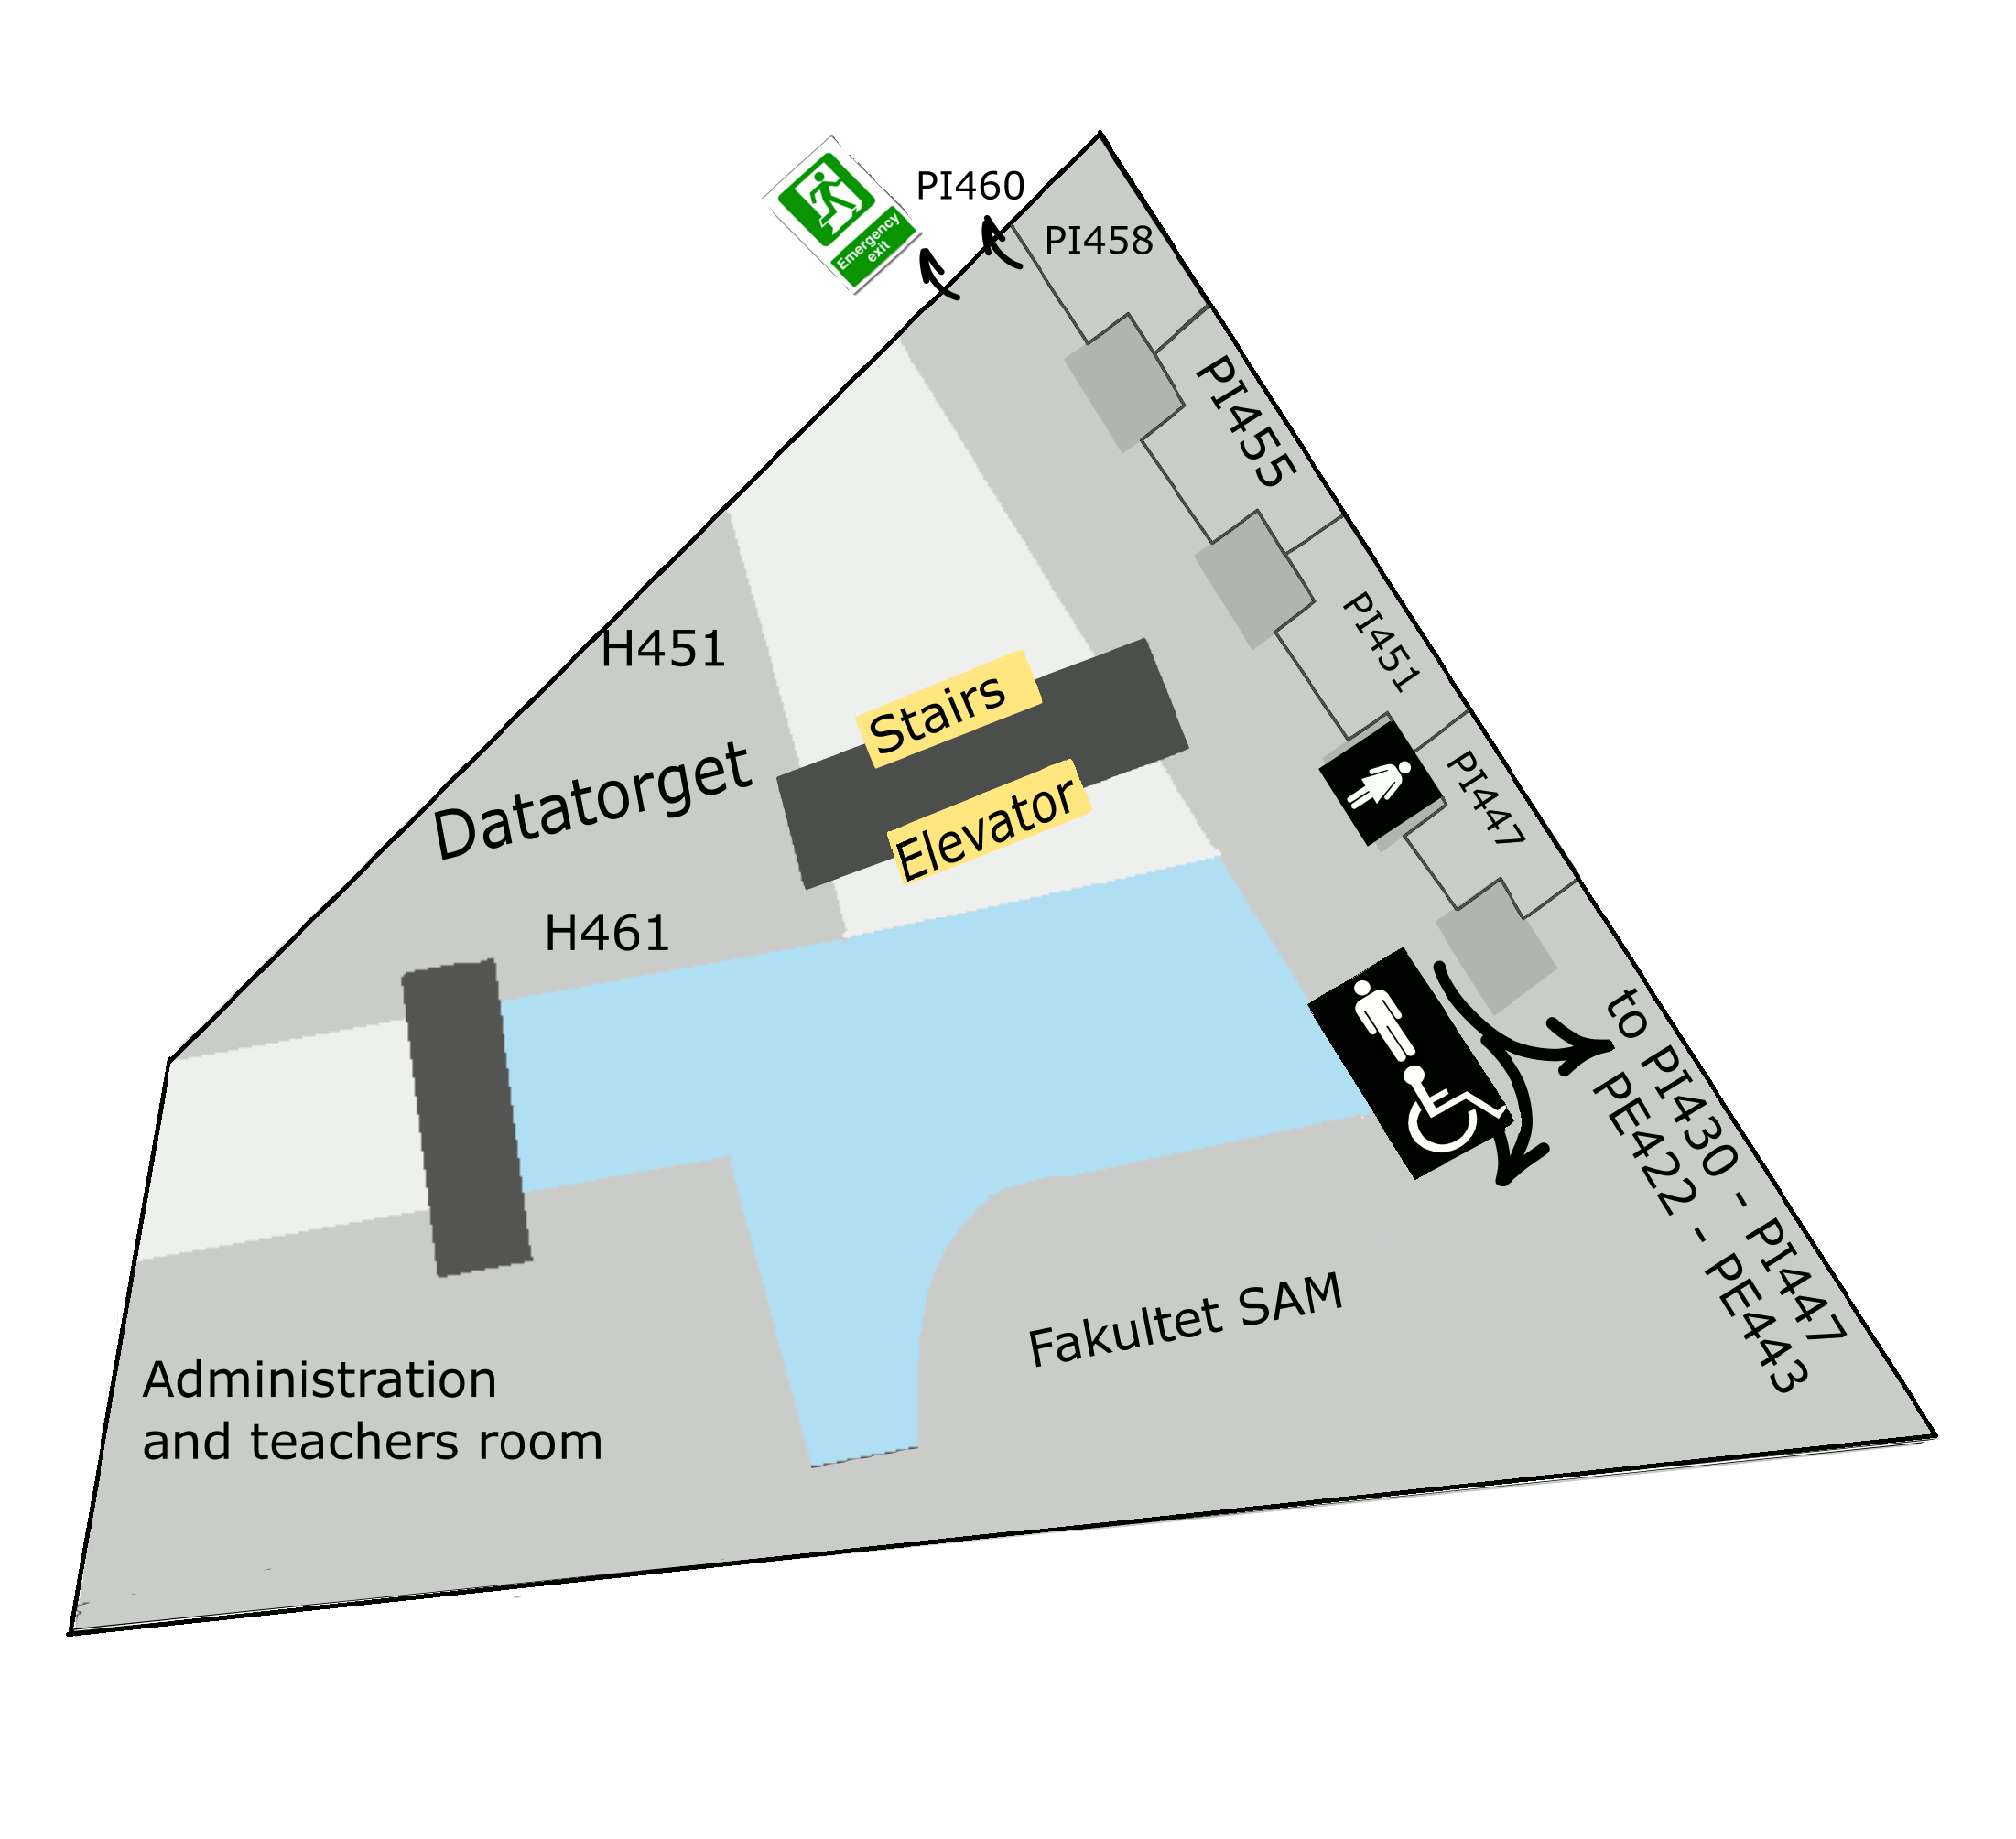 PI460
Emergency
exit
PI458
PI455
PI451
H451
Stairs
Datatorget
Elevator
PI447
H461
to PI430 - PI447
PE422 - PE443
Fakultet SAM
Administration
and teachers room